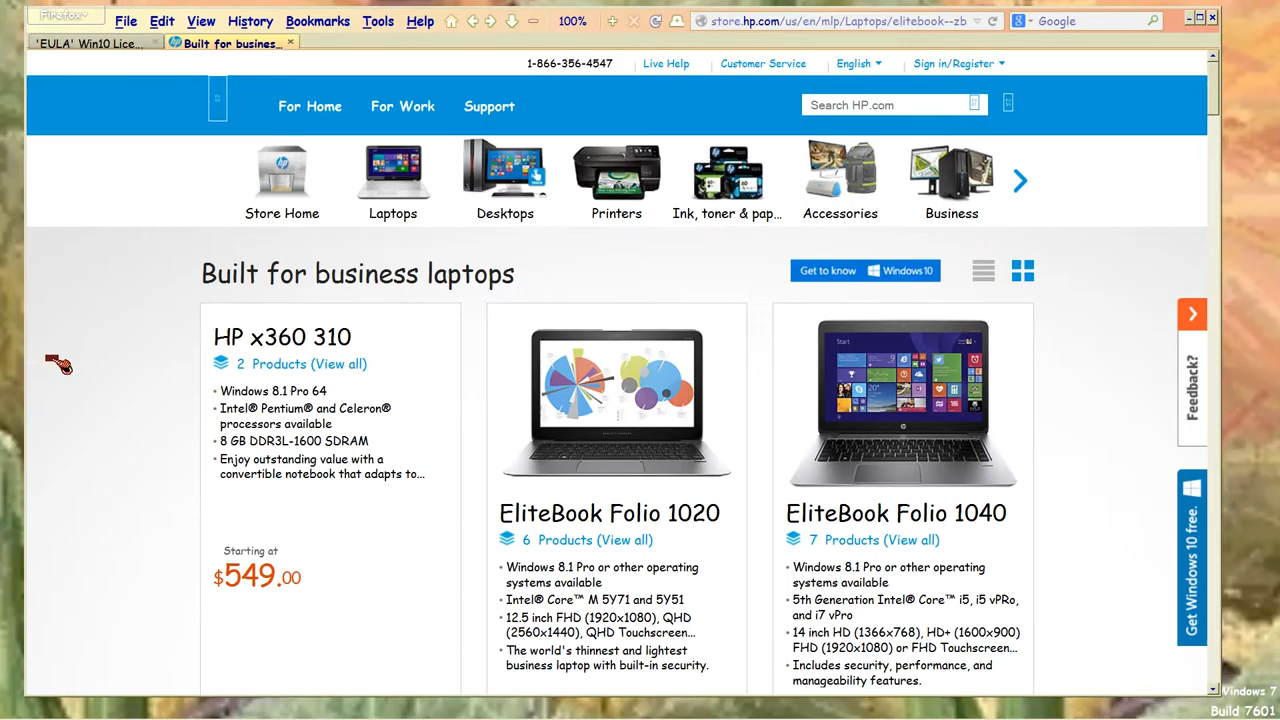 Firefox
File Edit View History Bookmarks Tools Help 100% store.hp.com/us/en/mlp/Laptops/elitebook--zb Google
'EULA' Win10 Lice... Built for busines...
1-866-356-4547 Live Help Customer Service English Sign in/Register
For Home For Work Support Search HP.com
Store Home Laptops Desktops Printers Ink, toner & pap... Accessories Business
Built for business laptops Get to know Windows 10
HP x360 310
2 Products (View all)
Windows 8.1 Pro 64
Intel® Pentium® and Celeron®
processors available
8 GB DDR3L-1600 SDRAM
Enjoy outstanding value with a
convertible notebook that adapts to...
Starting at
$549.00
EliteBook Folio 1020
6 Products (View all)
Windows 8.1 Pro or other operating
systems available
Intel® Core™ M 5Y71 and 5Y51
12.5 inch FHD (1920x1080), QHD
(2560x1440), QHD Touchscreen...
The world's thinnest and lightest
business laptop with built-in security.
Start
EliteBook Folio 1040
7 Products (View all)
Windows 8.1 Pro or other operating
systems available
5th Generation Intel® Core™ i5, i5 vPRo,
and i7 vPro
14 inch HD (1366x768), HD+ (1600x900)
FHD (1920x1080) or FHD Touchscreen...
Includes security, performance, and
manageability features.
Feedback?
Get Windows 10 free.
Windows 7
Build 7601